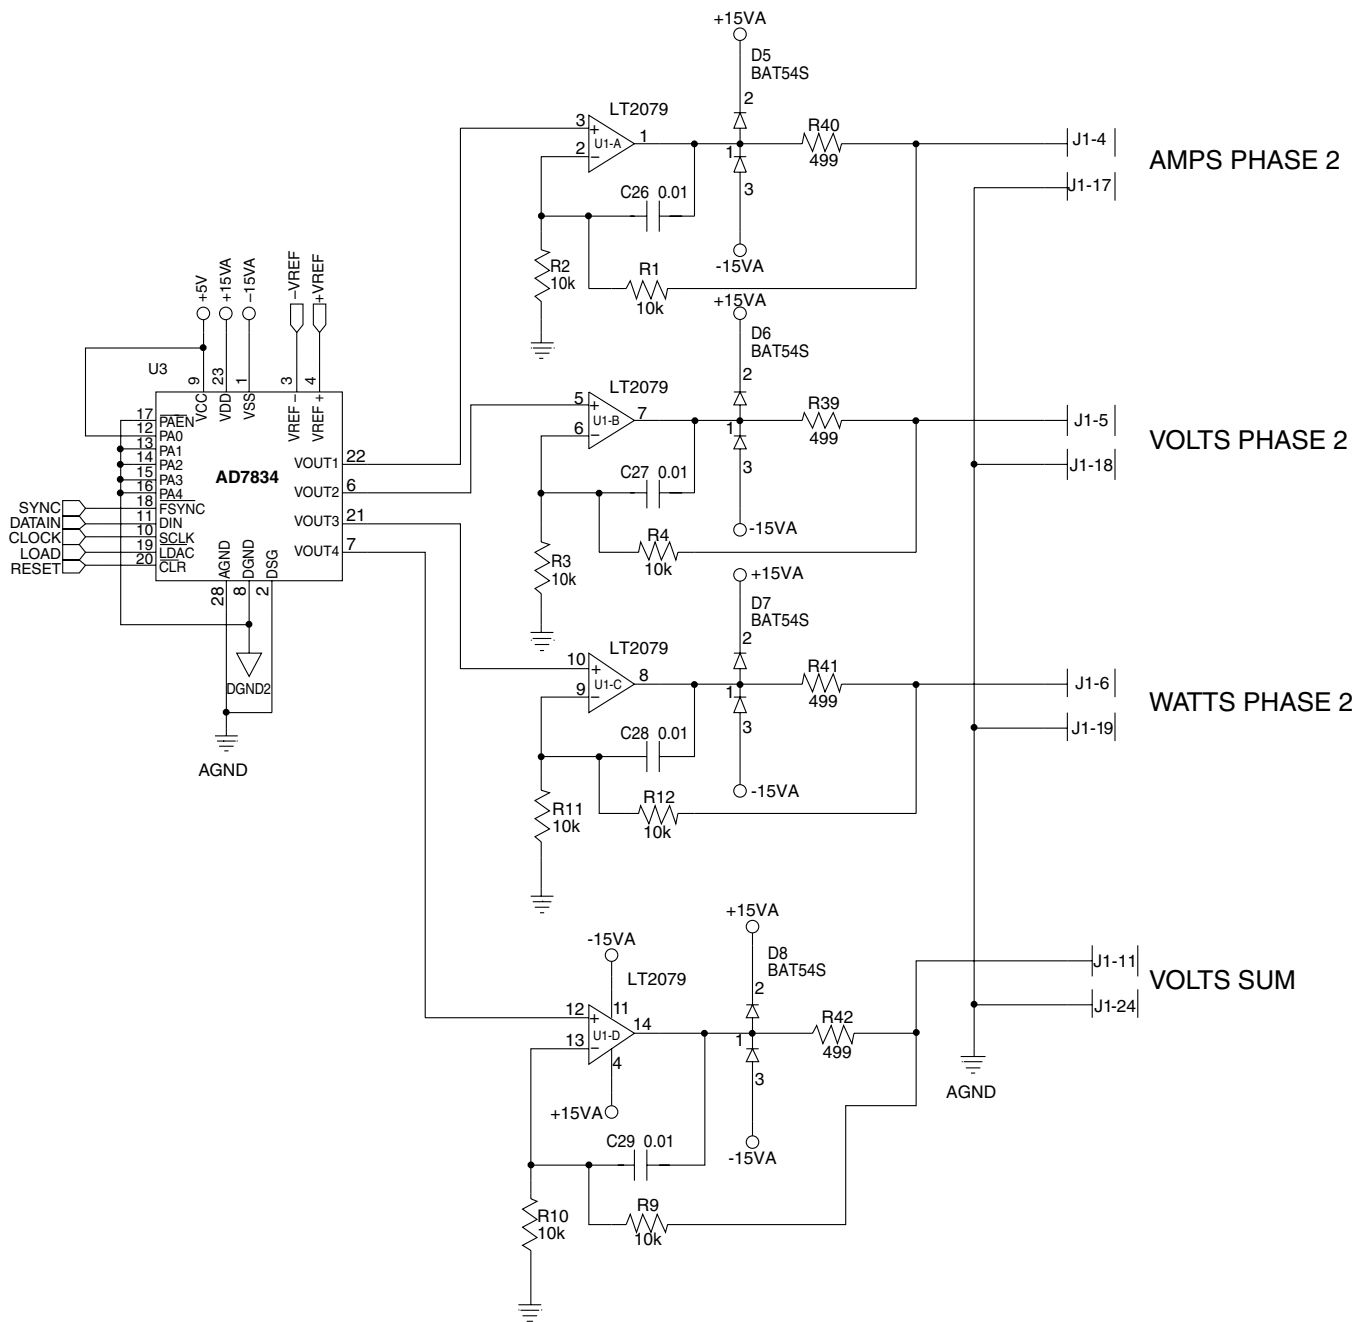 +15VA
D5
BAT54S
2
LT2079
3
+
U1-A
1
2
−
1
R40
499
J1-4
AMPS PHASE 2
J1-17
3
C26 0.01
-15VA
R2
10k
R1
10k
+15VA
D6
BAT54S
2
LT2079
5
+
U1-B
7
6
−
1
R39
499
J1-5
VOLTS PHASE 2
J1-18
3
C27 0.01
-15VA
R3
10k
R4
10k
+5V
+15VA
-15VA
-VREF
+VREF
U3
9
23
1
3
4
VCC
VDD
VSS
VREF -
VREF +
17 PAEN
12 PA0
13 PA1
14 PA2
15 PA3
16 PA4
AD7834
VOUT1 22
VOUT2 6
VOUT3 21
VOUT4 7
SYNC 18 FSYNC
DATAIN 11 DIN
CLOCK 10 SCLK
LOAD 19 LDAC
RESET 20 CLR
AGND
DGND
DSG
28
8
2
DGND2
AGND
+15VA
D7
BAT54S
2
LT2079
10
+
U1-C
8
9
−
1
R41
499
J1-6
WATTS PHASE 2
J1-19
3
C28 0.01
-15VA
R11
10k
R12
10k
+15VA
-15VA
D8
BAT54S
2
LT2079
11
12
+
U1-D
14
13
−
4
+15VA
1
R42
499
J1-11
VOLTS SUM
J1-24
AGND
3
C29 0.01
-15VA
R10
10k
R9
10k